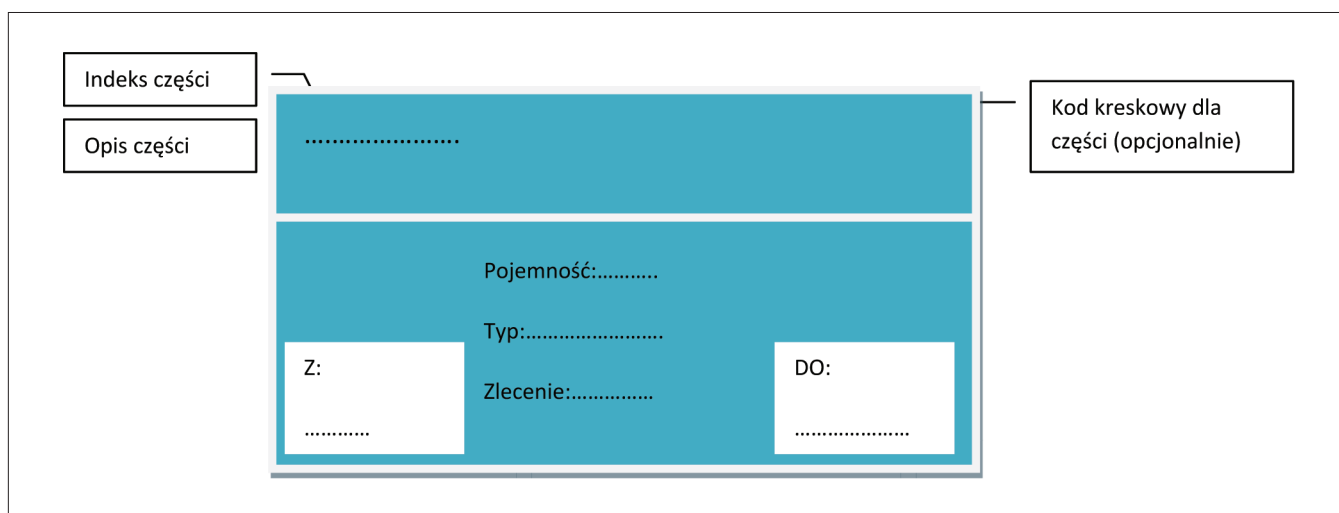 Indeks części
Opis części
Kod kreskowy dla
części (opcjonalnie)
………………….
Pojemność:………..
Typ:…………………….
Zlecenie:……………
Z:
…………
DO:
…………………